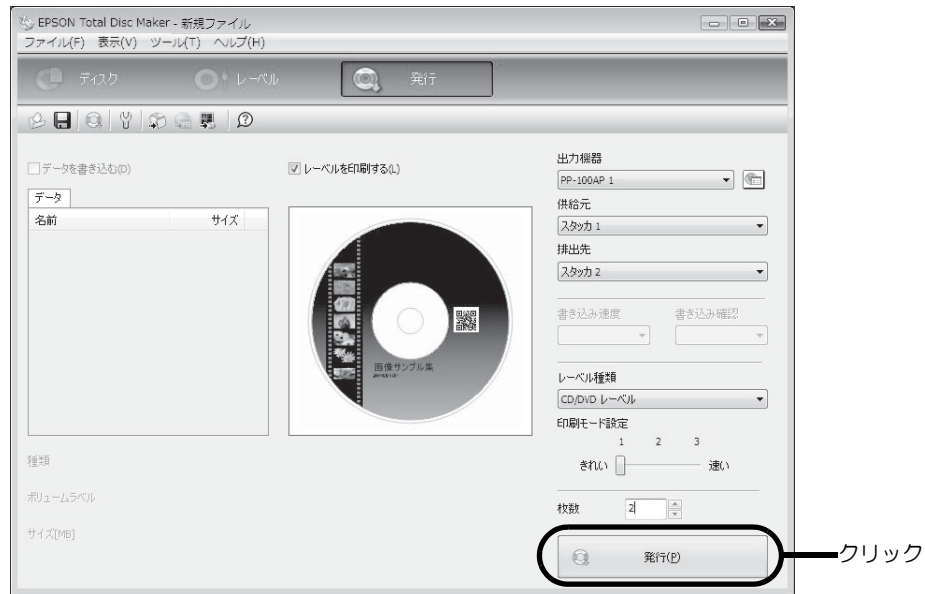 EPSON Total Disc Maker - 新規ファイル
ファイル(F) 表示(V) ツール(T) ヘルプ(H)
ディスク レーベル 発行
データを書き込む(D)
レーベルを印刷する(L)
データ
名前 サイズ
画像サンプル集
種類
ボリュームラベル
サイズ[MB]
出力機器
PP-100AP 1
供給元
スタッカ 1
排出先
スタッカ 2
書き込み速度 書き込み確認
レーベル種類
CD/DVD レーベル
印刷モード設定
1 2 3
きれい 速い
枚数 2
発行(P)
クリック